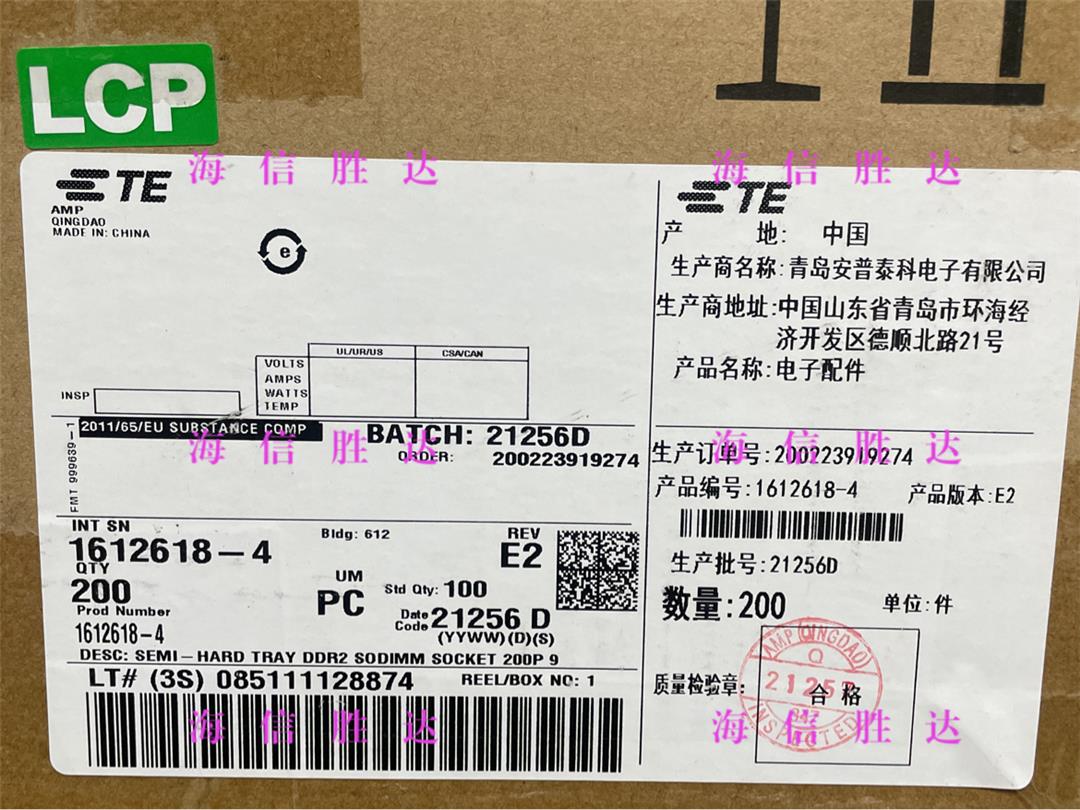 LCP
海信胜达
海信胜达
TE
AMP
QINGDAO
MADE IN: CHINA
e
UL/UR/US
CSA/CAN
VOLTS
AMPS
WATTS
TEMP
INSP
2011/65/EU SUBSTANCE COMP
FMT 999639-1
BATCH: 21256D
ORDER: 200223919274
海信胜达
INT SN
1612618-4
Bldg: 612
REV
E2
QTY
200
UM
PC
Std Qty: 100
Prod Number
1612618-4
Date Code 21256 D
(YYWW)(D)(S)
DESC: SEMI-HARD TRAY DDR2 SODIMM SOCKET 200P 9
LT# (3S) 085111128874
REEL/BOX NO: 1
海信胜达
TE
产 地: 中国
生产商名称:青岛安普泰科电子有限公司
生产商地址:中国山东省青岛市环海经
济开发区德顺北路21号
产品名称:电子配件
海信胜达
生产订单号:200223919274
产品编号:1612618-4
产品版本:E2
生产批号:21256D
数量:200
单位:件
质量检验章:
合格
AMP(QINGDAO)
Q
INSPECTED
海信胜达